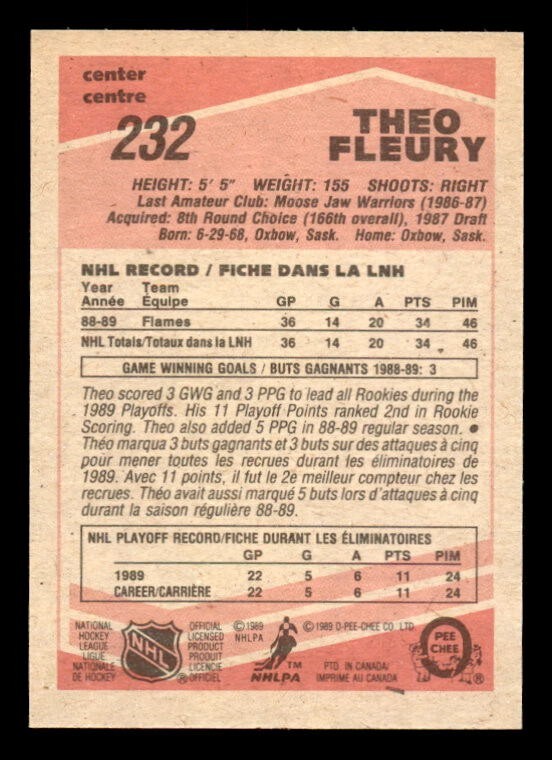 center
centre
232
THEO
FLEURY
HEIGHT: 5' 5" WEIGHT: 155 SHOOTS: RIGHT
Last Amateur Club: Moose Jaw Warriors (1986-87)
Acquired: 8th Round Choice (166th overall), 1987 Draft
Born: 6-29-68, Oxbow, Sask. Home: Oxbow, Sask.
NHL RECORD / FICHE DANS LA LNH
Year Team
Année Équipe GP G A PTS PIM
88-89 Flames 36 14 20 34 46
NHL Totals/Totaux dans la LNH 36 14 20 34 46
GAME WINNING GOALS / BUTS GAGNANTS 1988-89: 3
Theo scored 3 GWG and 3 PPG to lead all Rookies during the
1989 Playoffs. His 11 Playoff Points ranked 2nd in Rookie
Scoring. Theo also added 5 PPG in 88-89 regular season. ●
Théo marqua 3 buts gagnants et 3 buts sur des attaques à cinq
pour mener toutes les recrues durant les éliminatoires de
1989. Avec 11 points, il fut le 2e meilleur compteur chez les
recrues. Théo avait aussi marqué 5 buts lors d'attaques à cinq
durant la saison régulière 88-89.
NHL PLAYOFF RECORD/FICHE DURANT LES ÉLIMINATOIRES
GP G A PTS PIM
1989 22 5 6 11 24
CAREER/CARRIÈRE 22 5 6 11 24
NATIONAL
HOCKEY
LEAGUE
LIGUE
NATIONALE
DE HOCKEY
NHL
OFFICIAL
LICENSED
PRODUCT
PRODUIT
LICENCIE
® OFFICIEL
© 1989
NHLPA
TM
NHLPA
© 1989 O-PEE-CHEE CO. LTD.
PTD. IN CANADA/
IMPRIME AU CANADA
O
PEE
CHEE
®